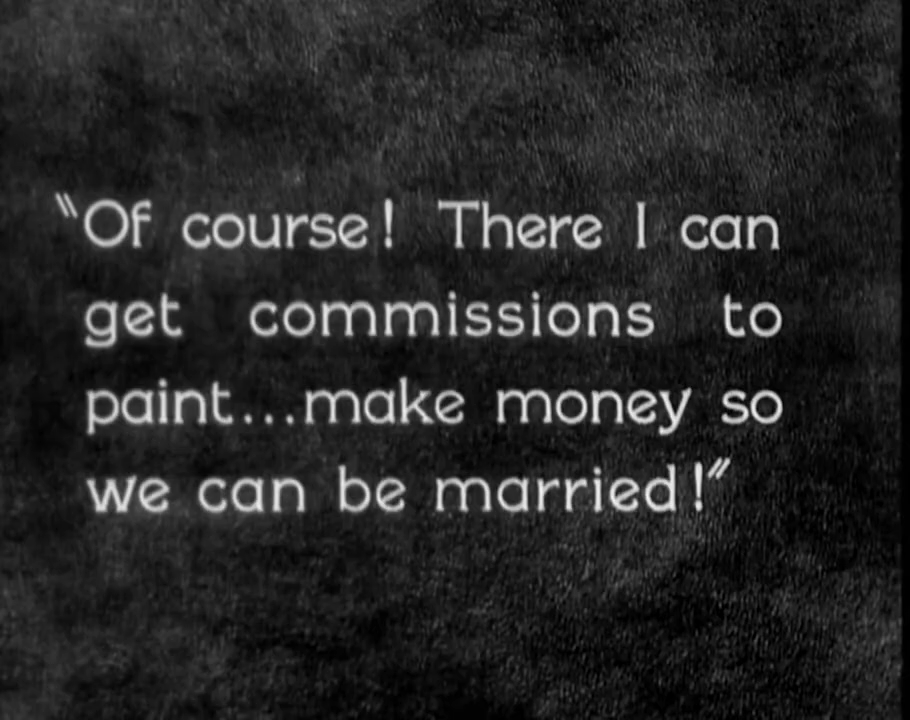 "Of course! There I can
get commissions to
paint...make money so
we can be married!"